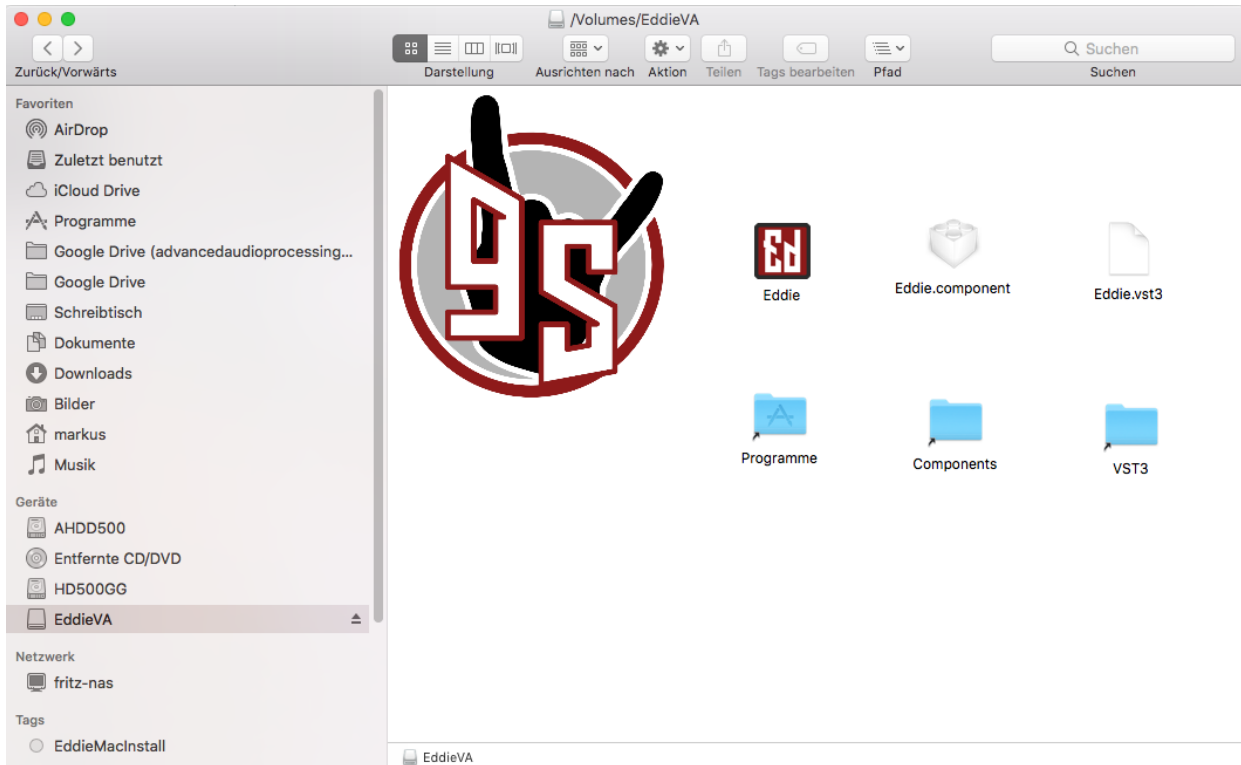 /Volumes/EddieVA
Zurück/Vorwärts
Darstellung
Ausrichten nach
Aktion
Teilen
Tags bearbeiten
Pfad
Suchen
Suchen
Favoriten
AirDrop
Zuletzt benutzt
iCloud Drive
Programme
Google Drive (advancedaudioprocessing...
Google Drive
Schreibtisch
Dokumente
Downloads
Bilder
markus
Musik
Geräte
AHDD500
Entfernte CD/DVD
HD500GG
EddieVA
Netzwerk
fritz-nas
Tags
EddieMacInstall
gs
Ed
Eddie
Eddie.component
Eddie.vst3
Programme
Components
VST3
EddieVA